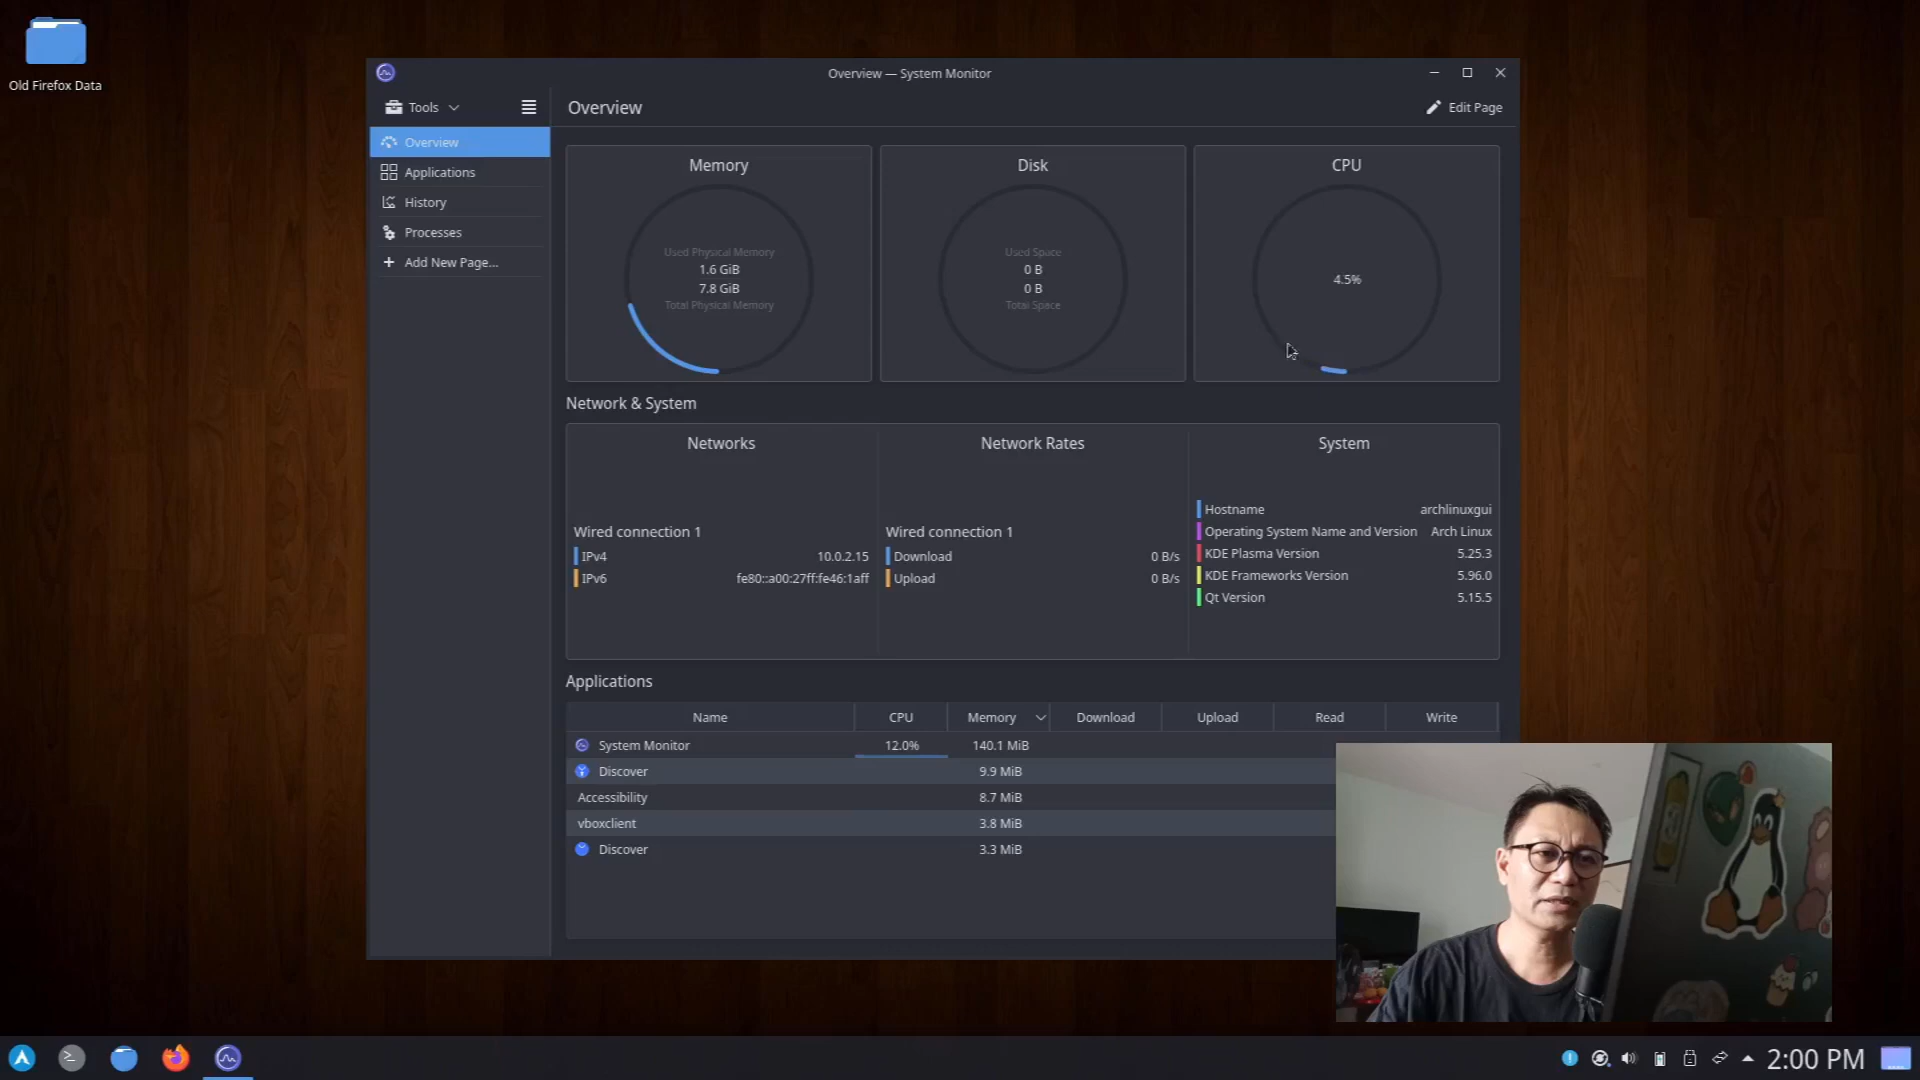 Old Firefox Data
Overview — System Monitor
Tools
Overview
Edit Page
Overview
Applications
History
Processes
Add New Page...
Memory
Used Physical Memory
1.6 GiB
7.8 GiB
Total Physical Memory
Disk
Used Space
0 B
0 B
Total Space
CPU
4.5%
Network & System
Networks
Wired connection 1
IPv4 10.0.2.15
IPv6 fe80::a00:27ff:fe46:1aff
Network Rates
Wired connection 1
Download 0 B/s
Upload 0 B/s
System
Hostname archlinuxgui
Operating System Name and Version Arch Linux
KDE Plasma Version 5.25.3
KDE Frameworks Version 5.96.0
Qt Version 5.15.5
Applications
Name CPU Memory Download Upload Read Write
System Monitor 12.0% 140.1 MiB
Discover 9.9 MiB
Accessibility 8.7 MiB
vboxclient 3.8 MiB
Discover 3.3 MiB
2:00 PM